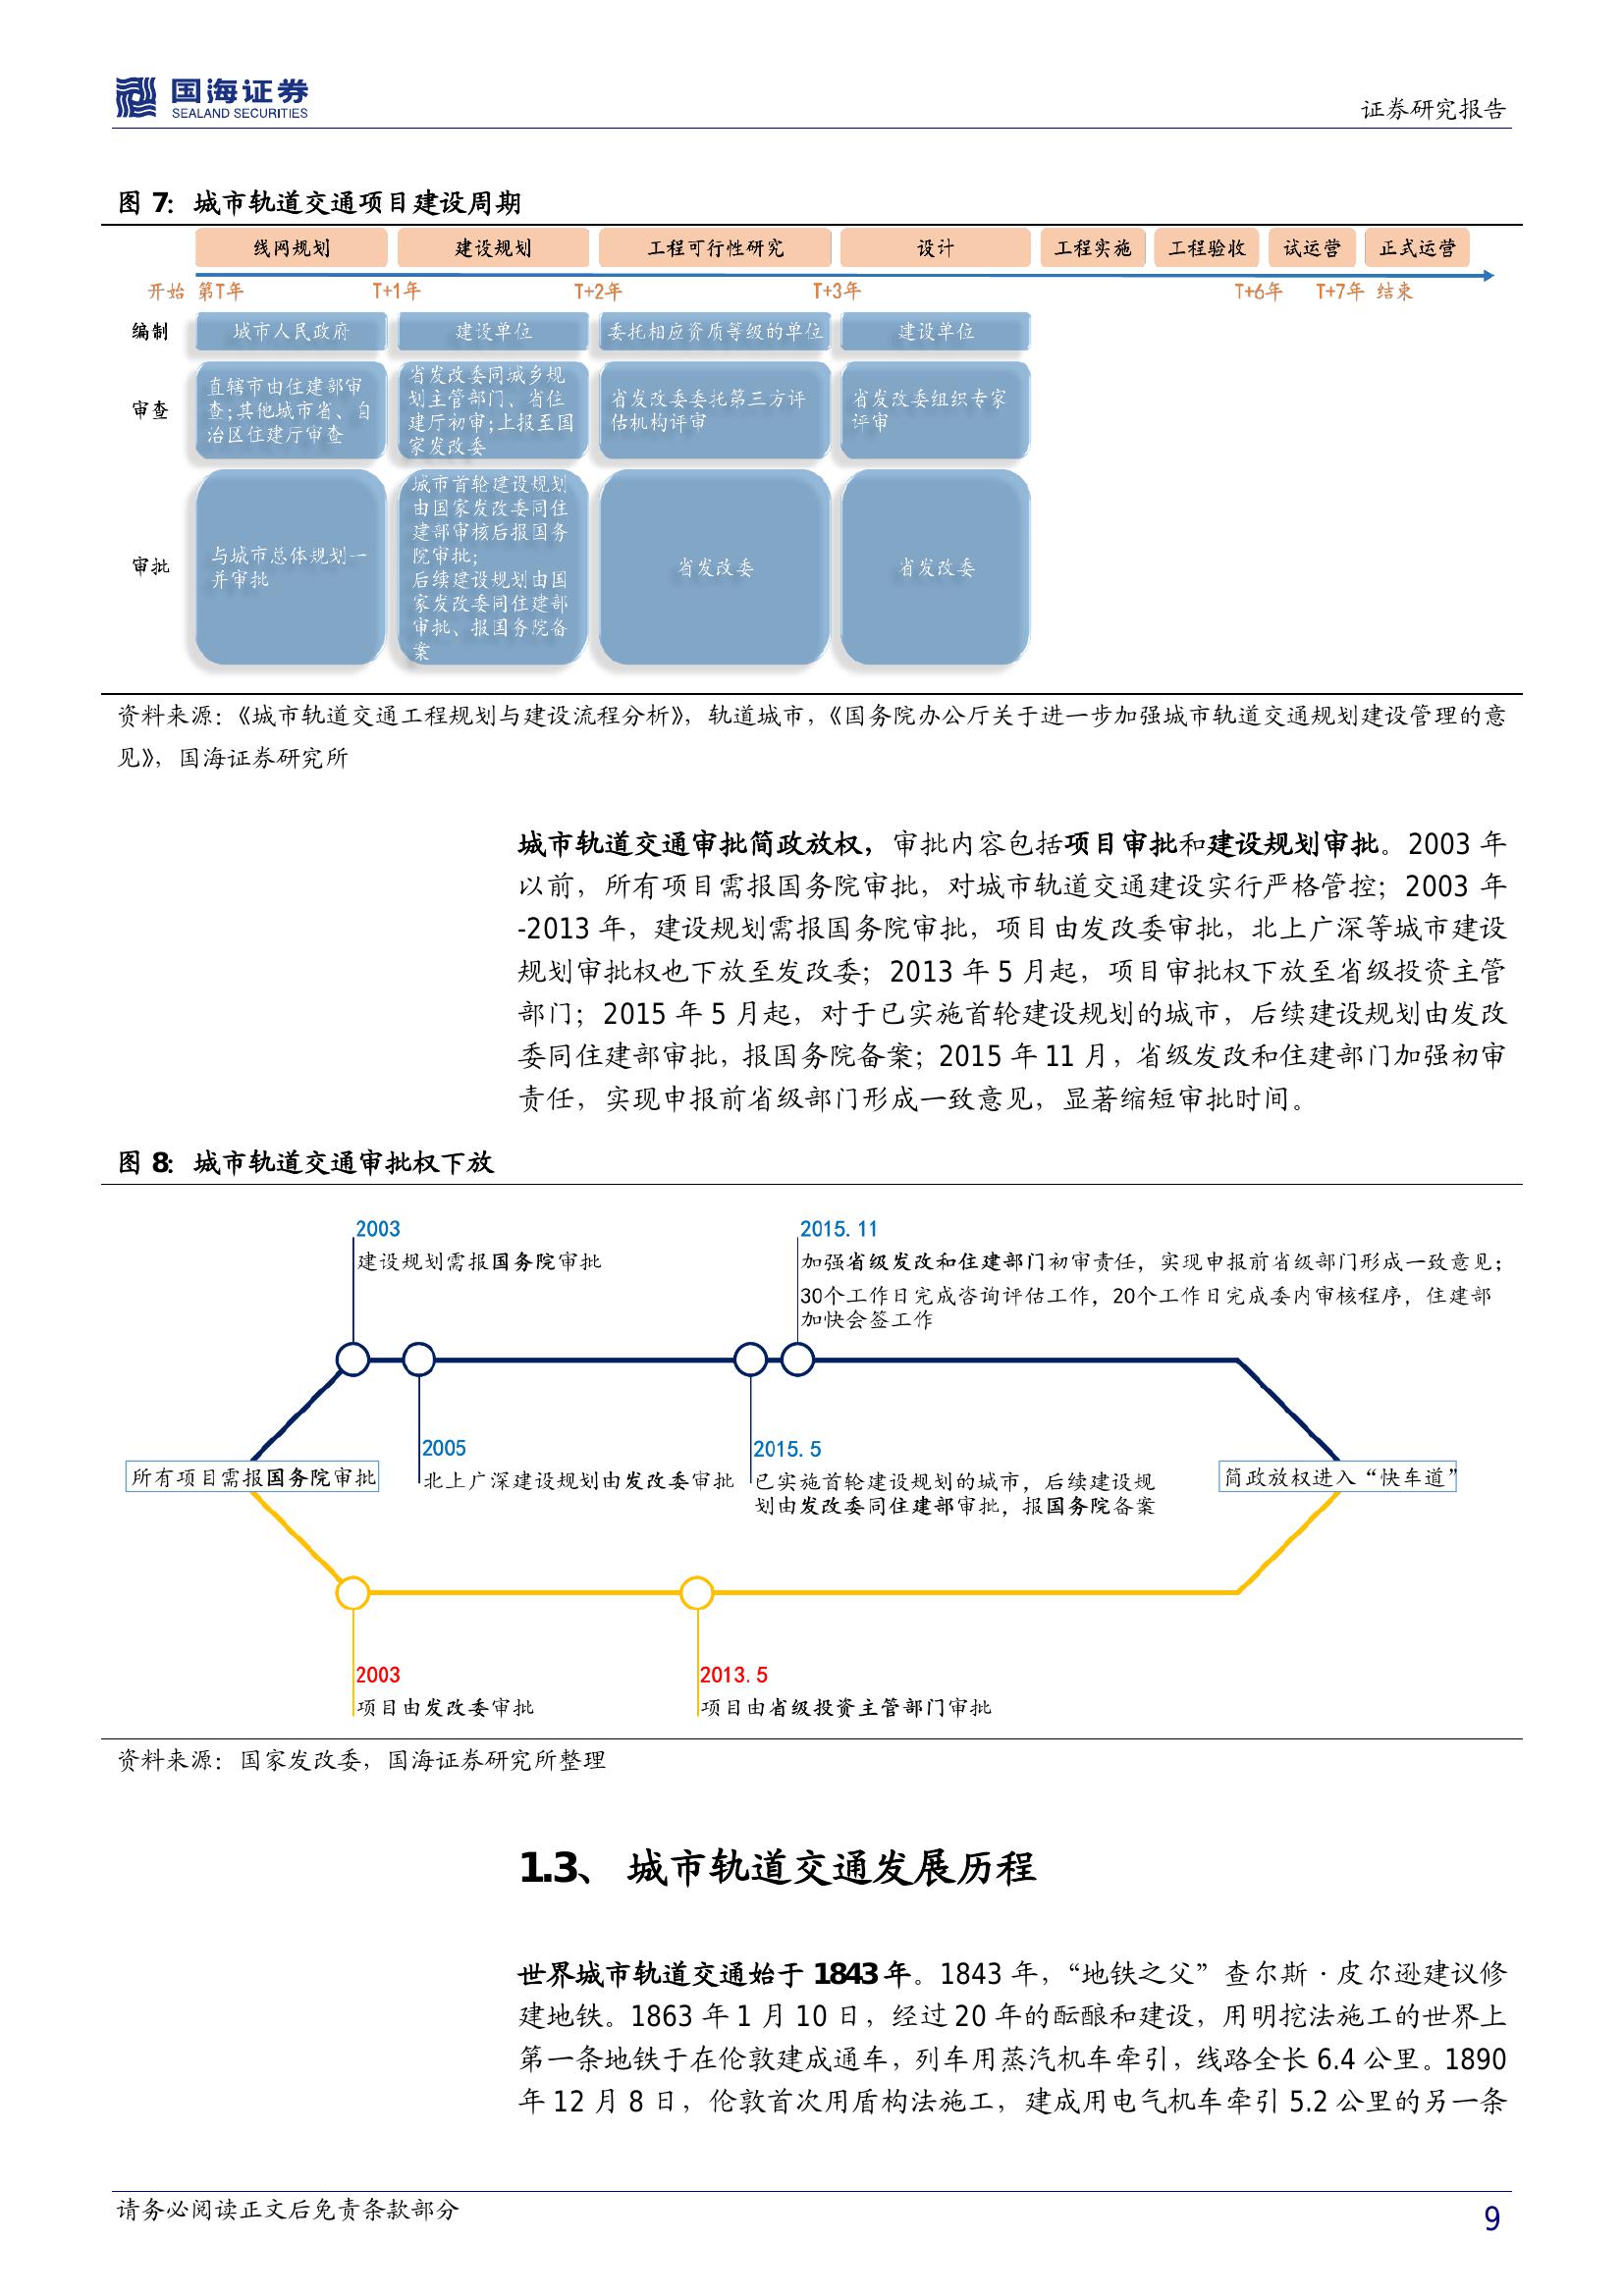 国海证券
SEALAND SECURITIES
证券研究报告
图 7: 城市轨道交通项目建设周期
线网规划 建设规划 工程可行性研究 设计 工程实施 工程验收 试运营 正式运营
开始 第T年 T+1年 T+2年 T+3年 T+6年 T+7年 结束
编制 城市人民政府 建设单位 委托相应资质等级的单位 建设单位
审查
直辖市由住建部审
查;其他城市省、自
治区住建厅审查
省发改委同城乡规
划主管部门、省住
建厅初审;上报至国
家发改委
省发改委委托第三方评
估机构评审
省发改委组织专家
评审
审批
与城市总体规划一
并审批
城市首轮建设规划
由国家发改委同住
建部审核后报国务
院审批;
后续建设规划由国
家发改委同住建部
审批、报国务院备
案
省发改委
省发改委
资料来源:《城市轨道交通工程规划与建设流程分析》，轨道城市，《国务院办公厅关于进一步加强城市轨道交通规划建设管理的意
见》，国海证券研究所
城市轨道交通审批简政放权，审批内容包括项目审批和建设规划审批。2003 年
以前，所有项目需报国务院审批，对城市轨道交通建设实行严格管控；2003 年
-2013 年，建设规划需报国务院审批，项目由发改委审批，北上广深等城市建设
规划审批权也下放至发改委；2013 年 5 月起，项目审批权下放至省级投资主管
部门；2015 年 5 月起，对于已实施首轮建设规划的城市，后续建设规划由发改
委同住建部审批，报国务院备案；2015 年 11 月，省级发改和住建部门加强初审
责任，实现申报前省级部门形成一致意见，显著缩短审批时间。
图 8: 城市轨道交通审批权下放
2003
建设规划需报国务院审批
2015.11
加强省级发改和住建部门初审责任，实现申报前省级部门形成一致意见；
30个工作日完成咨询评估工作，20个工作日完成委内审核程序，住建部
加快会签工作
2005
北上广深建设规划由发改委审批
2015.5
已实施首轮建设规划的城市，后续建设规
划由发改委同住建部审批，报国务院备案
所有项目需报国务院审批
简政放权进入“快车道”
2003
项目由发改委审批
2013.5
项目由省级投资主管部门审批
资料来源：国家发改委，国海证券研究所整理
1.3、 城市轨道交通发展历程
世界城市轨道交通始于 1843 年。1843 年，“地铁之父”查尔斯·皮尔逊建议修
建地铁。1863 年 1 月 10 日，经过 20 年的酝酿和建设，用明挖法施工的世界上
第一条地铁于在伦敦建成通车，列车用蒸汽机车牵引，线路全长 6.4 公里。1890
年 12 月 8 日，伦敦首次用盾构法施工，建成用电气机车牵引 5.2 公里的另一条
请务必阅读正文后免责条款部分
9